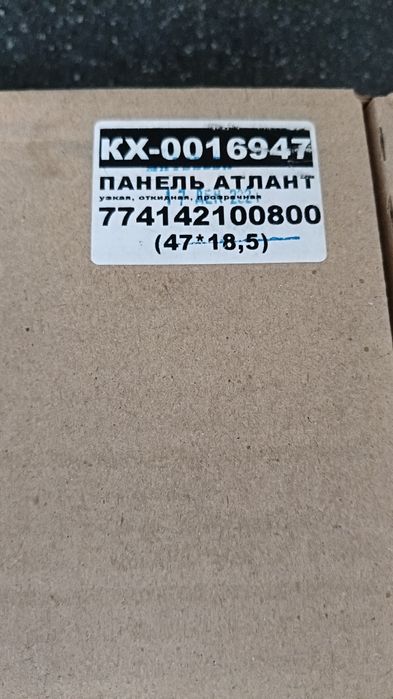 КХ-0016947
ПАНЕЛЬ АТЛАНТ
узкая, откидная, прозрачная
774142100800
(47*18,5)